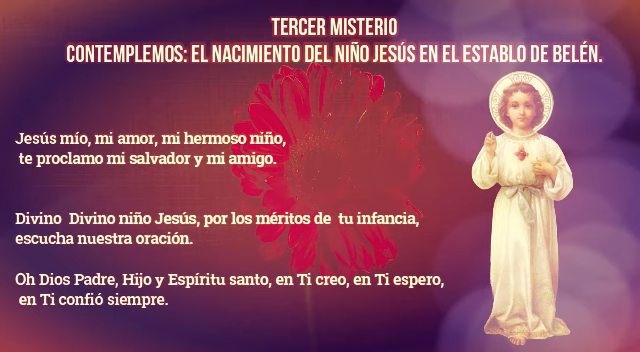 TERCER MISTERIO
CONTEMPLEMOS: EL NACIMIENTO DEL NIÑO JESÚS EN EL ESTABLO DE BELÉN.
Jesús mío, mi amor, mi hermoso niño,
te proclamo mi salvador y mi amigo.
Divino Divino niño Jesús, por los méritos de tu infancia,
escucha nuestra oración.
Oh Dios Padre, Hijo y Espíritu santo, en Ti creo, en Ti espero,
en Ti confió siempre.